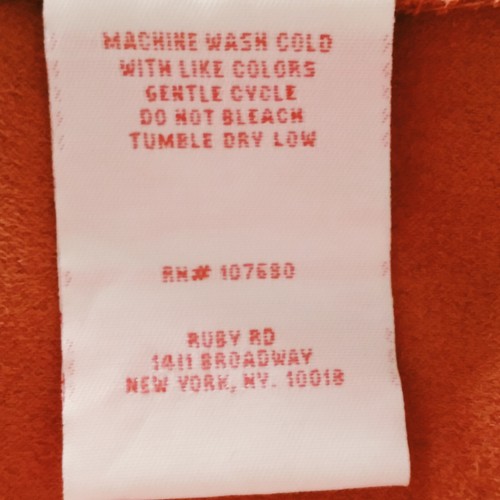 MACHINE WASH COLD
WITH LIKE COLORS
GENTLE CYCLE
DO NOT BLEACH
TUMBLE DRY LOW
RN# 107690
RUBY RD
1411 BROADWAY
NEW YORK, NY. 10018